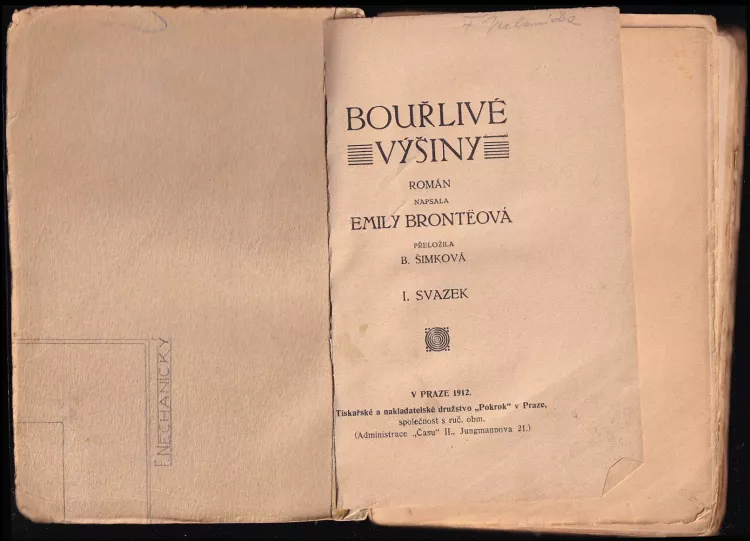 F. NECHANICKÝ
BOUŘLIVÉ
VÝŠINY
ROMÁN
NAPSALA
EMILY BRONTËOVÁ
PŘELOŽILA
B. ŠIMKOVÁ
I. SVAZEK
V PRAZE 1912.
Tiskařské a nakladatelské družstvo „Pokrok" v Praze,
společnost s ruč. obm.
(Administrace „Času" II., Jungmannova 21.)